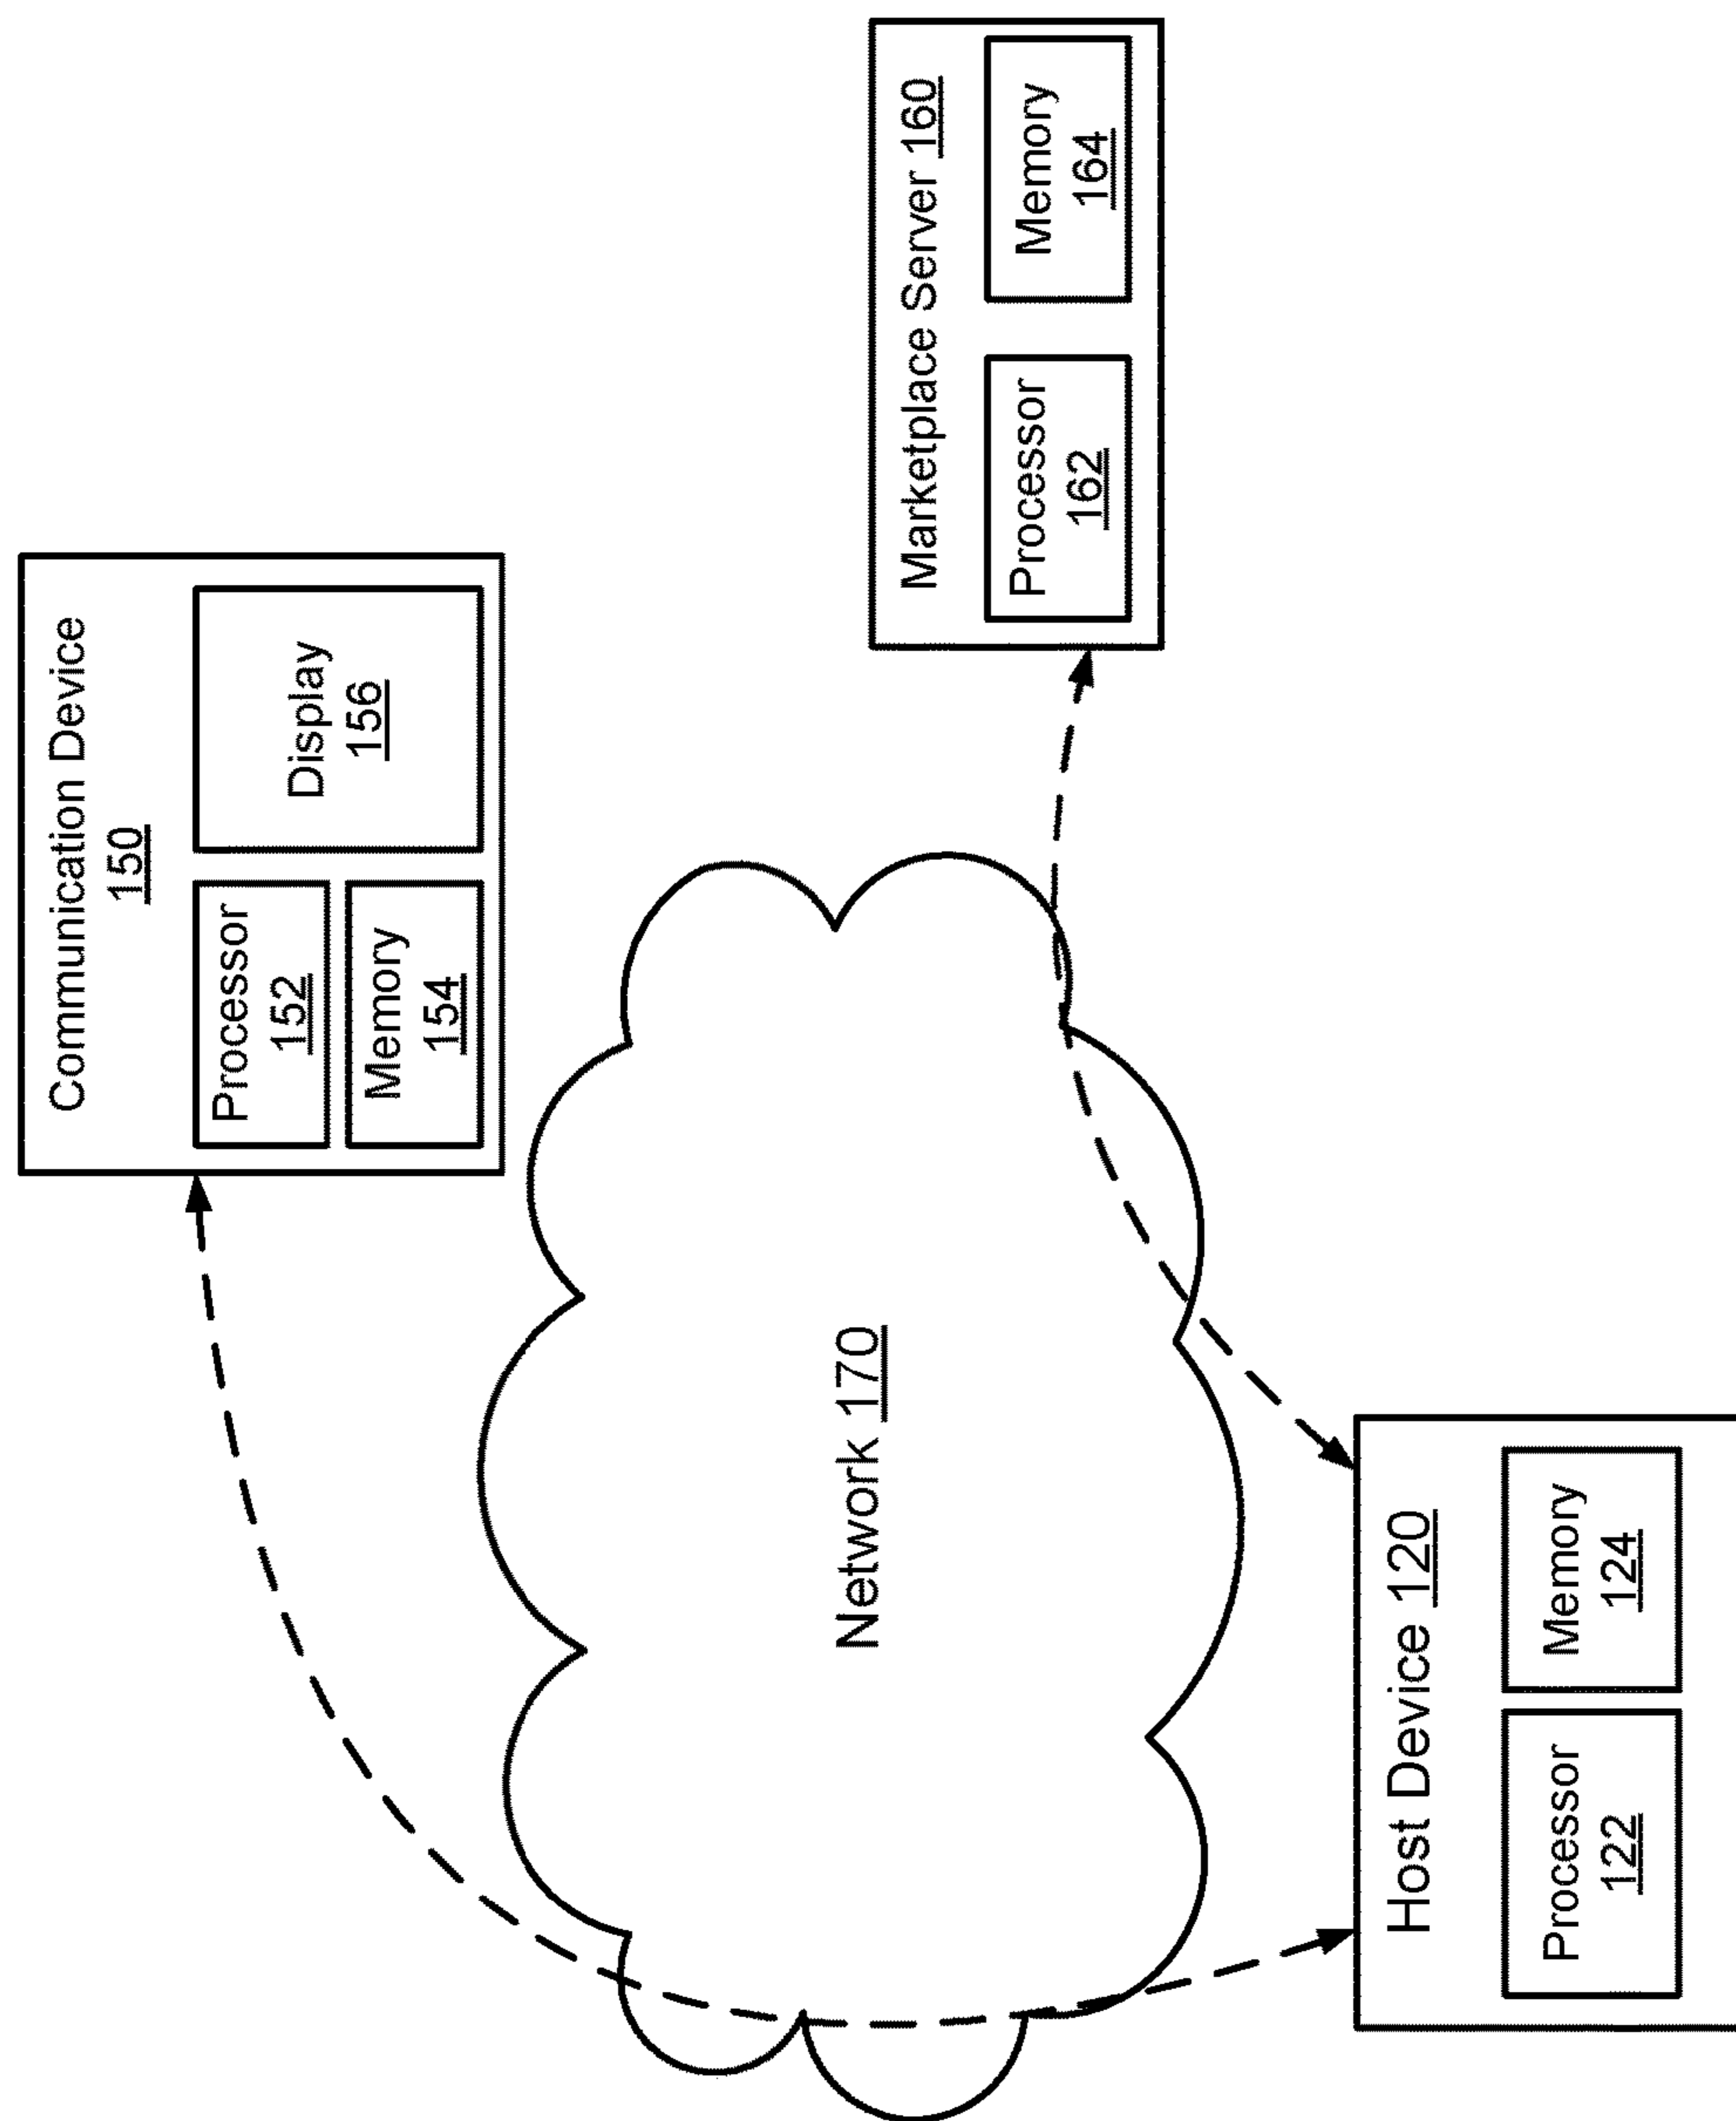 Communication Device
150
Processor
152
Memory
154
Display
156
Network 170
Marketplace Server 160
Processor
162
Memory
164
Host Device 120
Processor
122
Memory
124